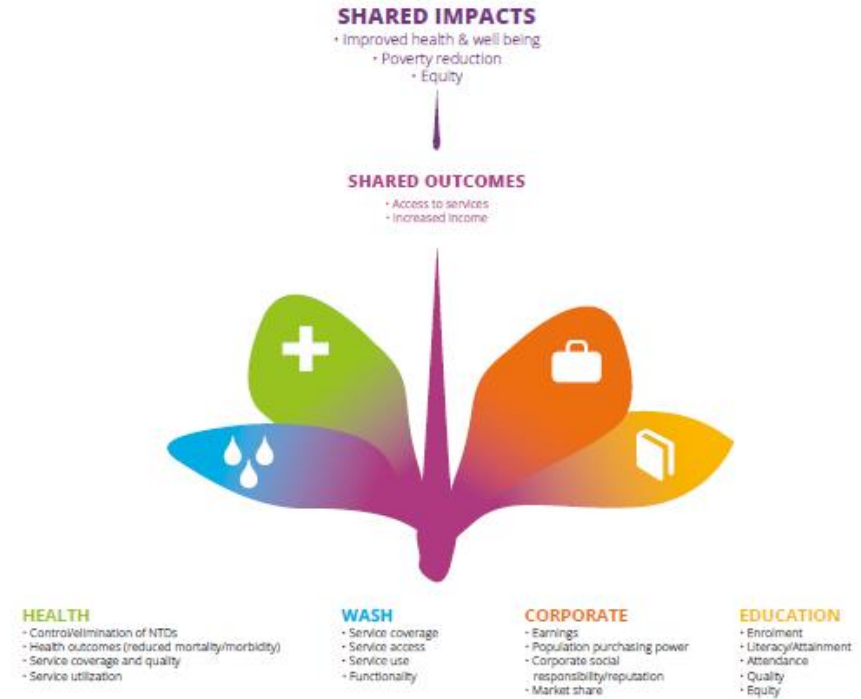 SHARED IMPACTS
• Improved health & well being
• Poverty reduction
• Equity
SHARED OUTCOMES
• Access to services
• Increased income
HEALTH
• Control/elimination of NTDs
• Health outcomes (reduced mortality/morbidity)
• Service coverage and quality
• Service utilization
WASH
• Service coverage
• Service access
• Service use
• Functionality
CORPORATE
• Earnings
• Population purchasing power
• Corporate social
responsibility/reputation
• Market share
EDUCATION
• Enrolment
• Literacy/Attainment
• Attendance
• Quality
• Equity